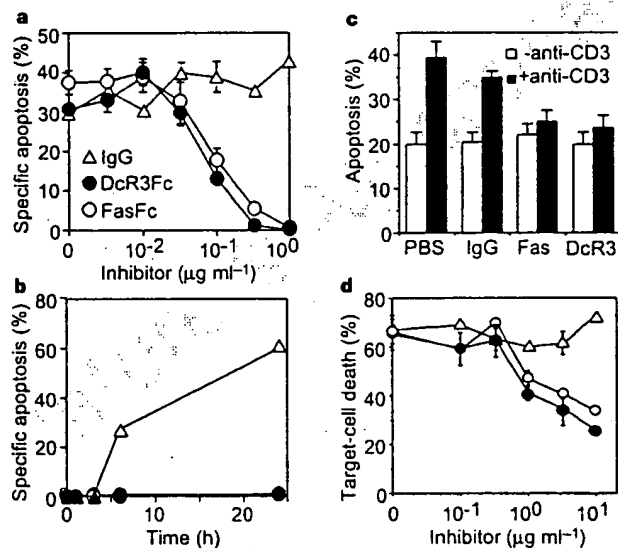 a
Specific apoptosis (%)
50
40
30
20
10
0
IgG
DcR3Fc
FasFc
0 10-2 10-1 100
Inhibitor (µg ml–1)
b
Specific apoptosis (%)
80
60
40
20
0
0 10 20
Time (h)
c
Apoptosis (%)
40
30
20
10
0
-anti-CD3
+anti-CD3
PBS IgG Fas DcR3
d
Target-cell death (%)
80
60
40
20
0
0 10-1 100 101
Inhibitor (µg ml–1)